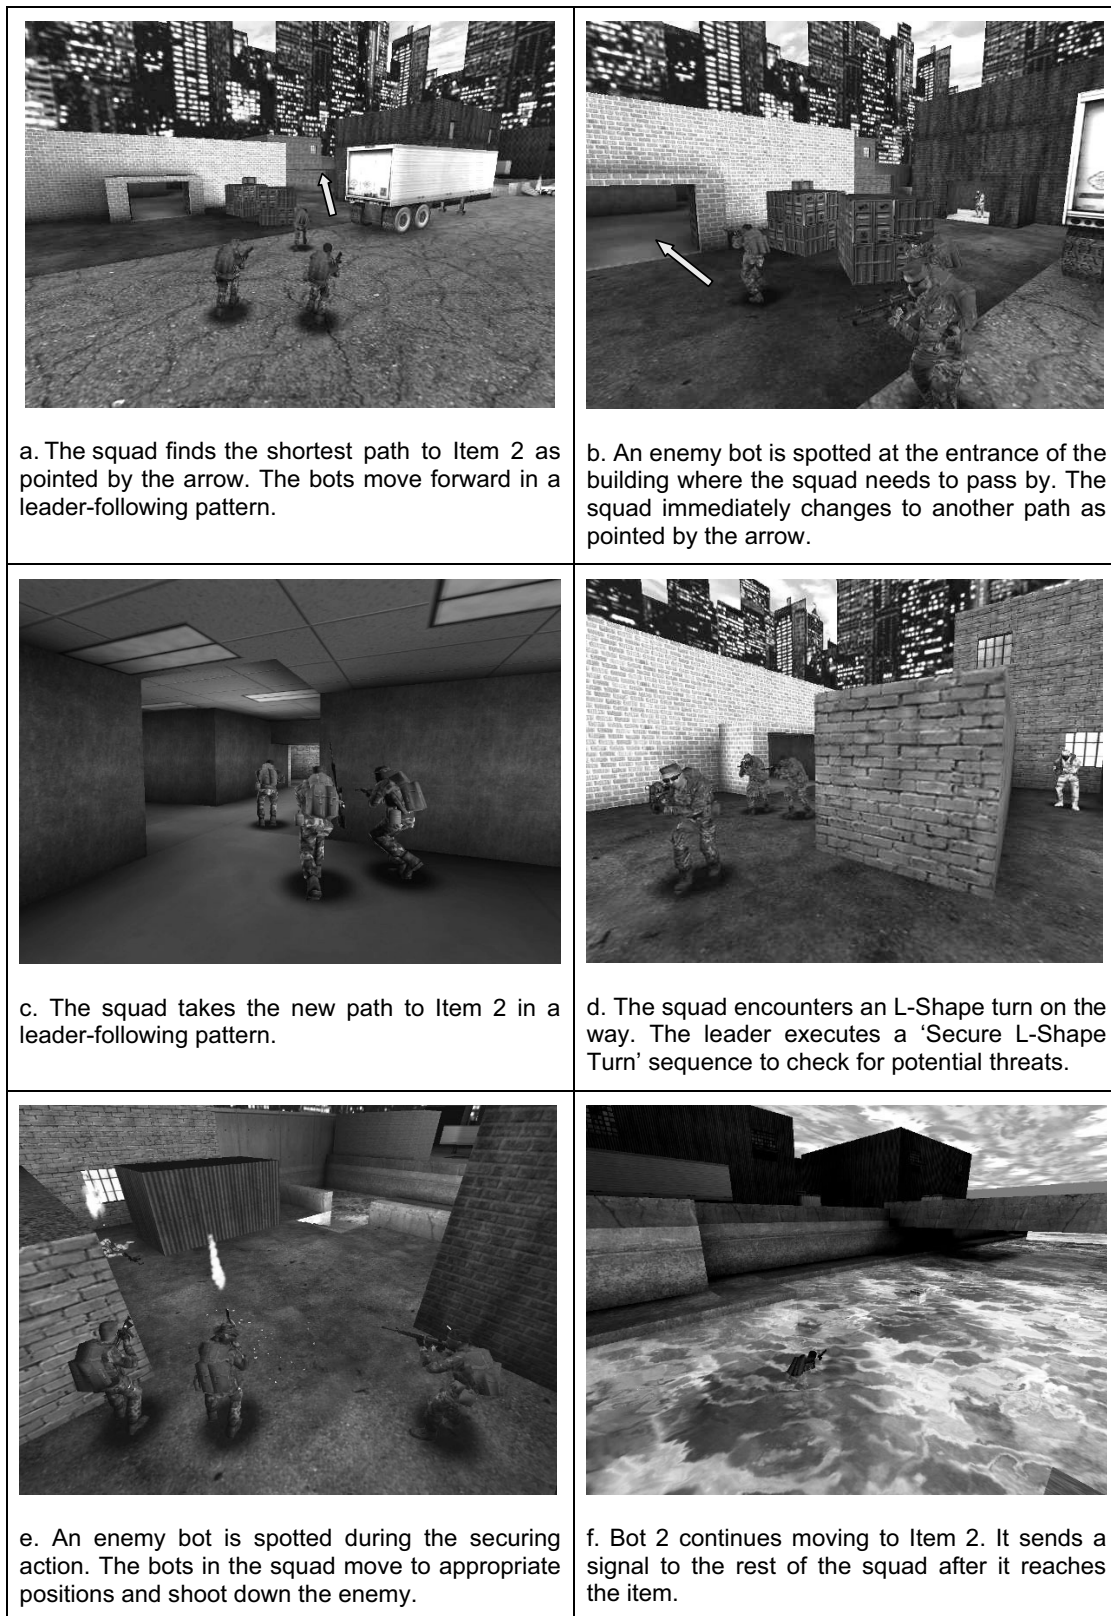 a. The squad finds the shortest path to Item 2 as
pointed by the arrow. The bots move forward in a
leader-following pattern.
b. An enemy bot is spotted at the entrance of the
building where the squad needs to pass by. The
squad immediately changes to another path as
pointed by the arrow.
c. The squad takes the new path to Item 2 in a
leader-following pattern.
d. The squad encounters an L-Shape turn on the
way. The leader executes a ‘Secure L-Shape
Turn’ sequence to check for potential threats.
e. An enemy bot is spotted during the securing
action. The bots in the squad move to appropriate
positions and shoot down the enemy.
f. Bot 2 continues moving to Item 2. It sends a
signal to the rest of the squad after it reaches
the item.